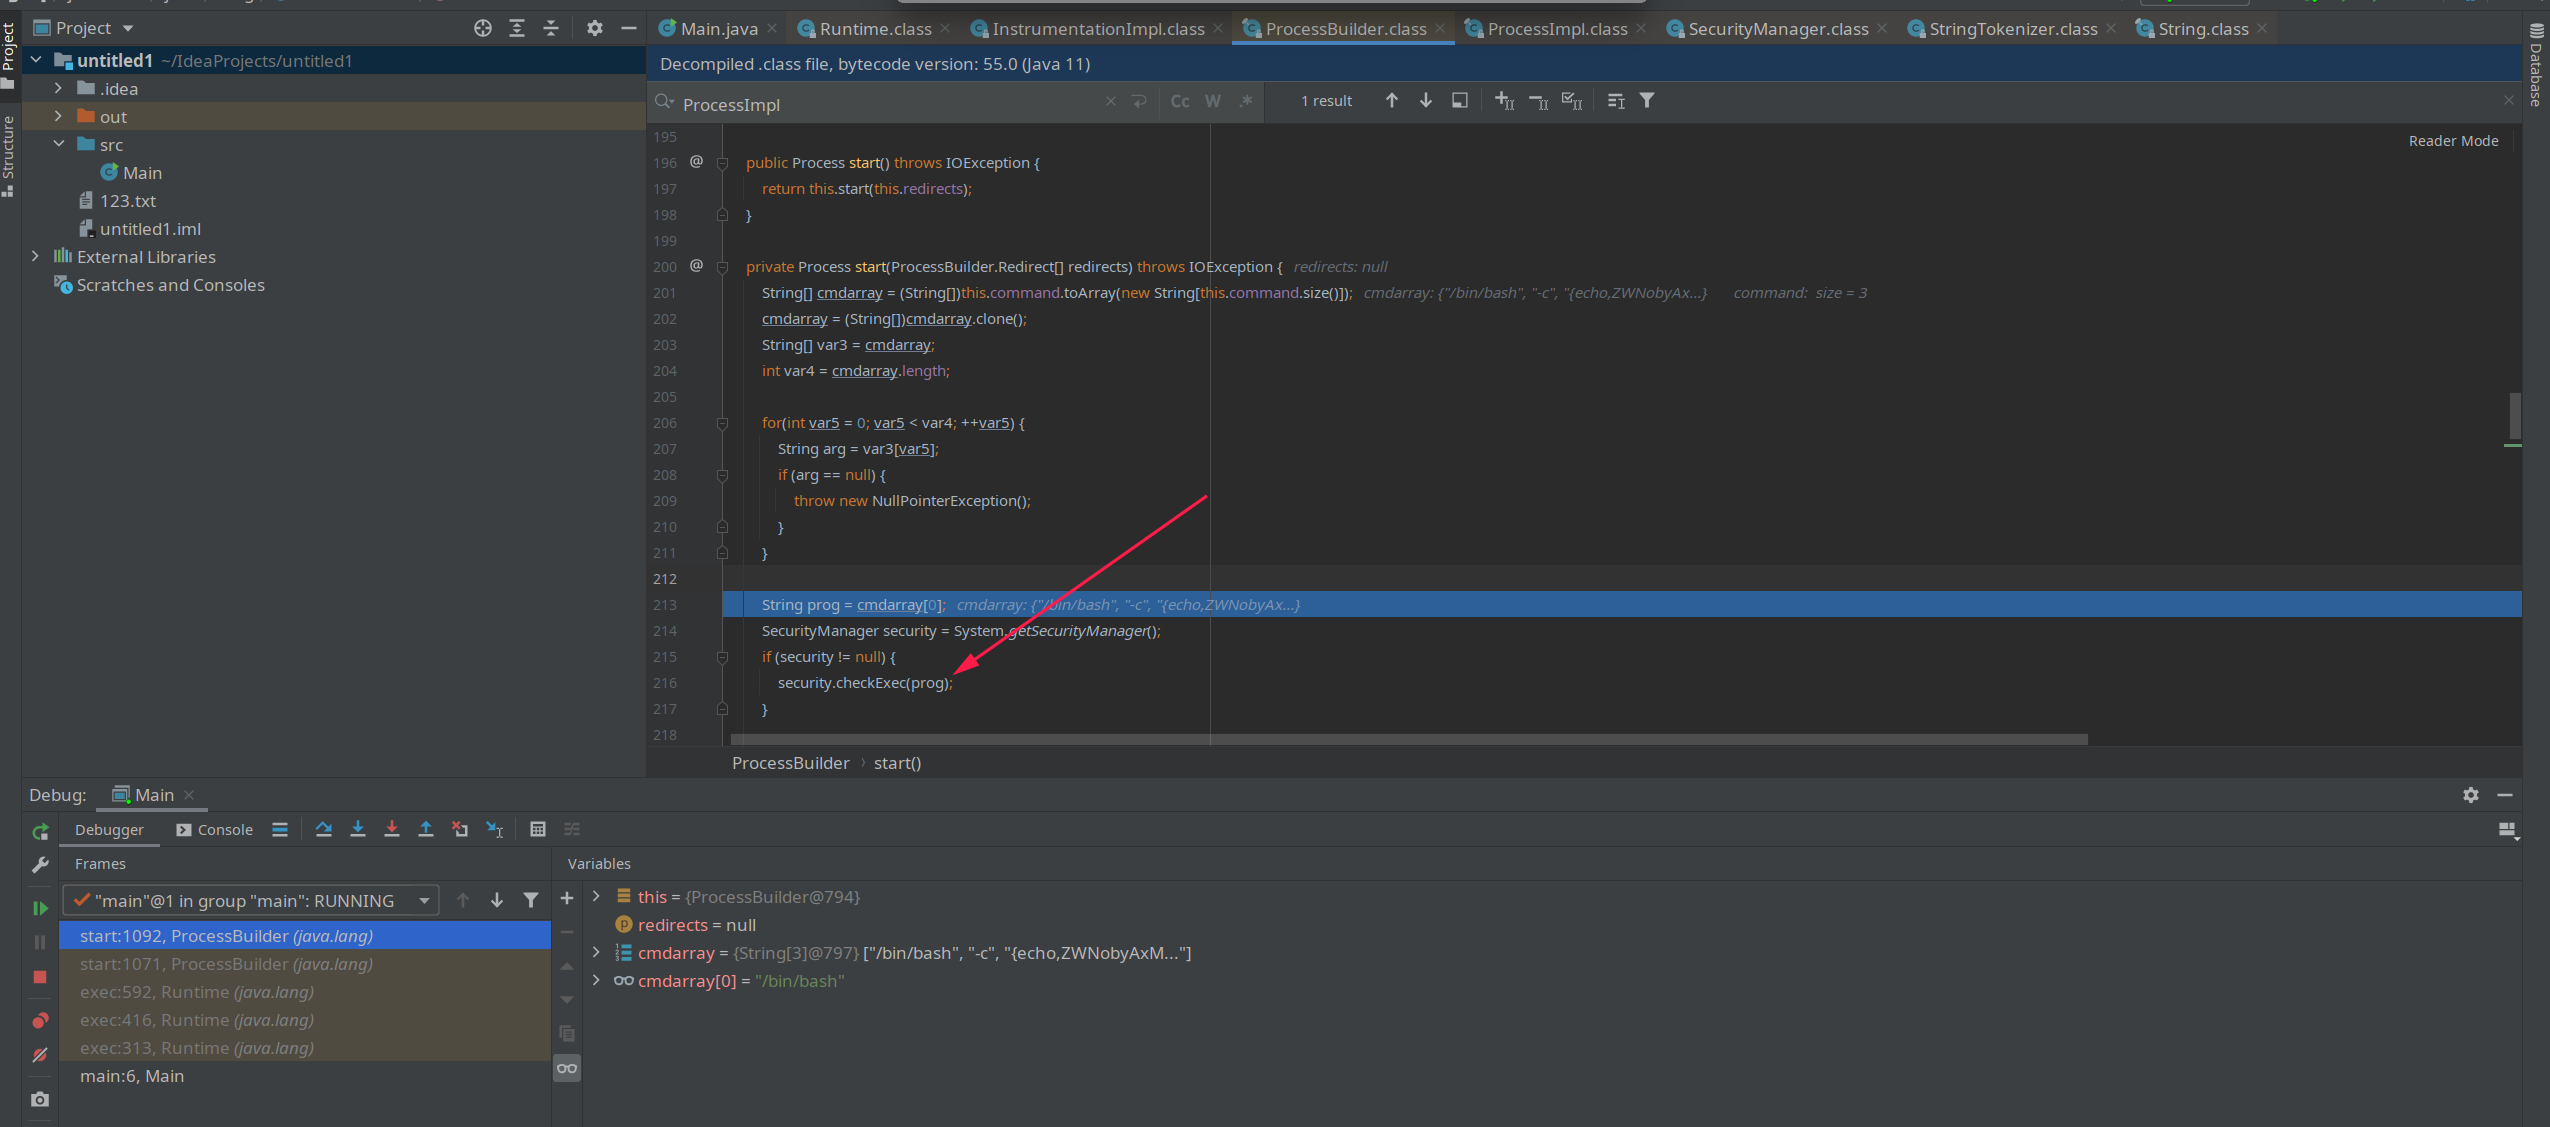 Project
untitled1 ~/IdeaProjects/untitled1
.idea
out
src
Main
123.txt
untitled1.iml
External Libraries
Scratches and Consoles
Project
Structure
Database
Main.java Runtime.class InstrumentationImpl.class ProcessBuilder.class ProcessImpl.class SecurityManager.class StringTokenizer.class String.class
Decompiled .class file, bytecode version: 55.0 (Java 11)
ProcessImpl Cc W .* 1 result
Reader Mode
195
196 @ public Process start() throws IOException {
197 return this.start(this.redirects);
198 }
199
200 @ private Process start(ProcessBuilder.Redirect[] redirects) throws IOException { redirects: null
201 String[] cmdarray = (String[])this.command.toArray(new String[this.command.size()]); cmdarray: {"/bin/bash", "-c", "{echo,ZWNobyAx...} command: size = 3
202 cmdarray = (String[])cmdarray.clone();
203 String[] var3 = cmdarray;
204 int var4 = cmdarray.length;
205
206 for(int var5 = 0; var5 < var4; ++var5) {
207 String arg = var3[var5];
208 if (arg == null) {
209 throw new NullPointerException();
210 }
211 }
212
213 String prog = cmdarray[0]; cmdarray: {"/bin/bash", "-c", "{echo,ZWNobyAx...}
214 SecurityManager security = System.getSecurityManager();
215 if (security != null) {
216 security.checkExec(prog);
217 }
218
ProcessBuilder › start()
Debug: Main
Debugger Console
Frames
Variables
"main"@1 in group "main": RUNNING
start:1092, ProcessBuilder (java.lang)
start:1071, ProcessBuilder (java.lang)
exec:592, Runtime (java.lang)
exec:416, Runtime (java.lang)
exec:313, Runtime (java.lang)
main:6, Main
this = {ProcessBuilder@794}
redirects = null
cmdarray = {String[3]@797} ["/bin/bash", "-c", "{echo,ZWNobyAxM..."]
cmdarray[0] = "/bin/bash"